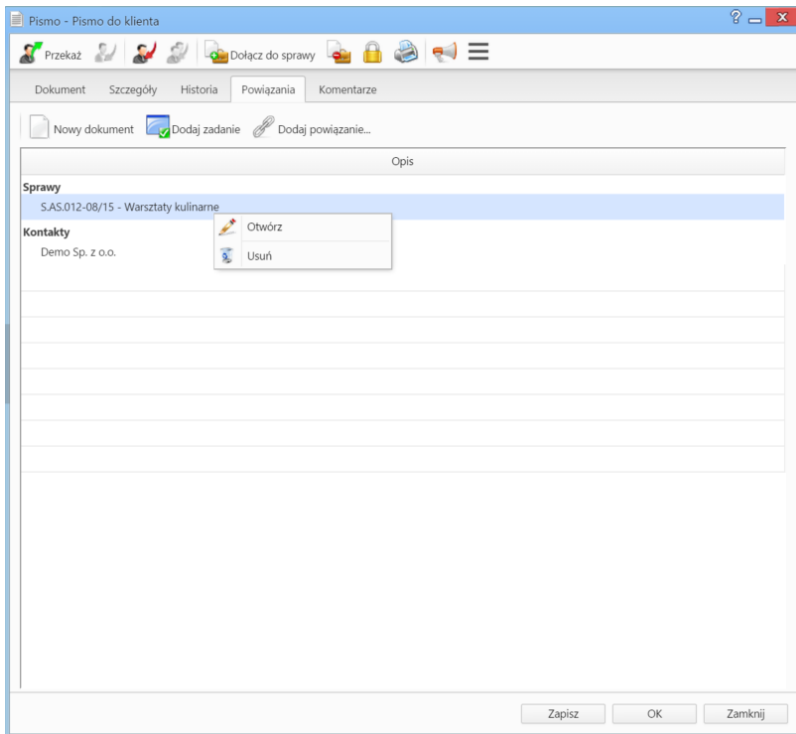 Pismo - Pismo do klienta
Przekaż Dołącz do sprawy
Dokument Szczegóły Historia Powiązania Komentarze
Nowy dokument Dodaj zadanie Dodaj powiązanie...
Opis
Sprawy
S.AS.012-08/15 - Warsztaty kulinarne
Otwórz
Kontakty
Demo Sp. z o.o.
Usuń
Zapisz OK Zamknij